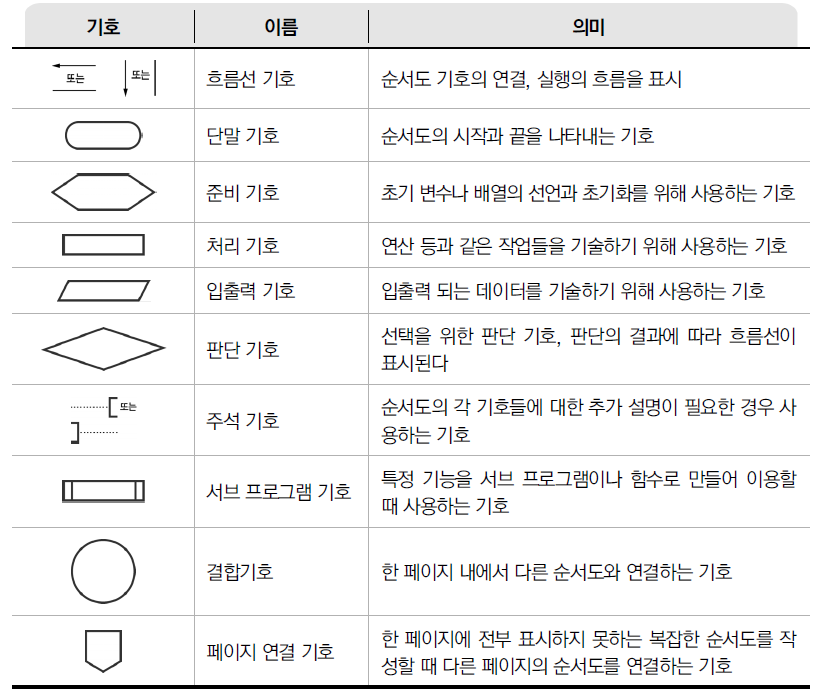 기호 이름 의미
또는 또는 흐름선 기호 순서도 기호의 연결, 실행의 흐름을 표시
단말 기호 순서도의 시작과 끝을 나타내는 기호
준비 기호 초기 변수나 배열의 선언과 초기화를 위해 사용하는 기호
처리 기호 연산 등과 같은 작업들을 기술하기 위해 사용하는 기호
입출력 기호 입출력 되는 데이터를 기술하기 위해 사용하는 기호
판단 기호 선택을 위한 판단 기호, 판단의 결과에 따라 흐름선이
표시된다
또는 주석 기호 순서도의 각 기호들에 대한 추가 설명이 필요한 경우 사
용하는 기호
서브 프로그램 기호 특정 기능을 서브 프로그램이나 함수로 만들어 이용할
때 사용하는 기호
결합기호 한 페이지 내에서 다른 순서도와 연결하는 기호
페이지 연결 기호 한 페이지에 전부 표시하지 못하는 복잡한 순서도를 작
성할 때 다른 페이지의 순서도를 연결하는 기호